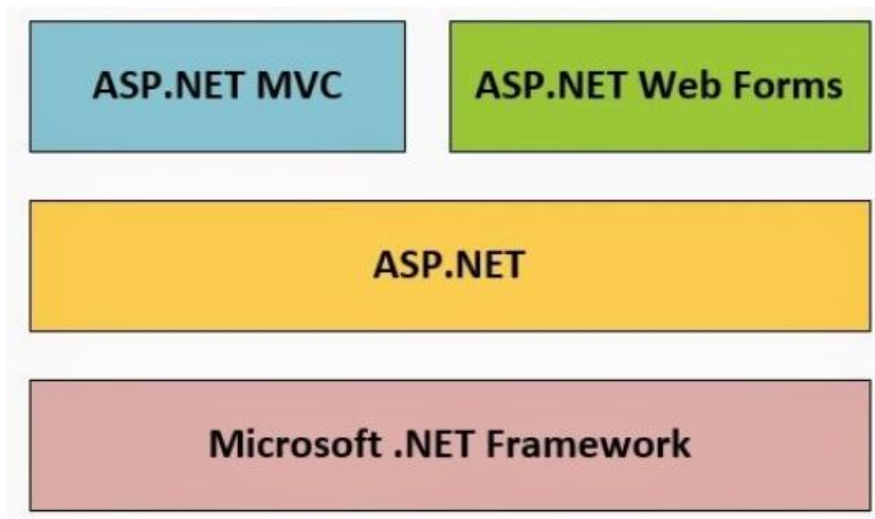 ASP.NET MVC
ASP.NET Web Forms
ASP.NET
Microsoft .NET Framework